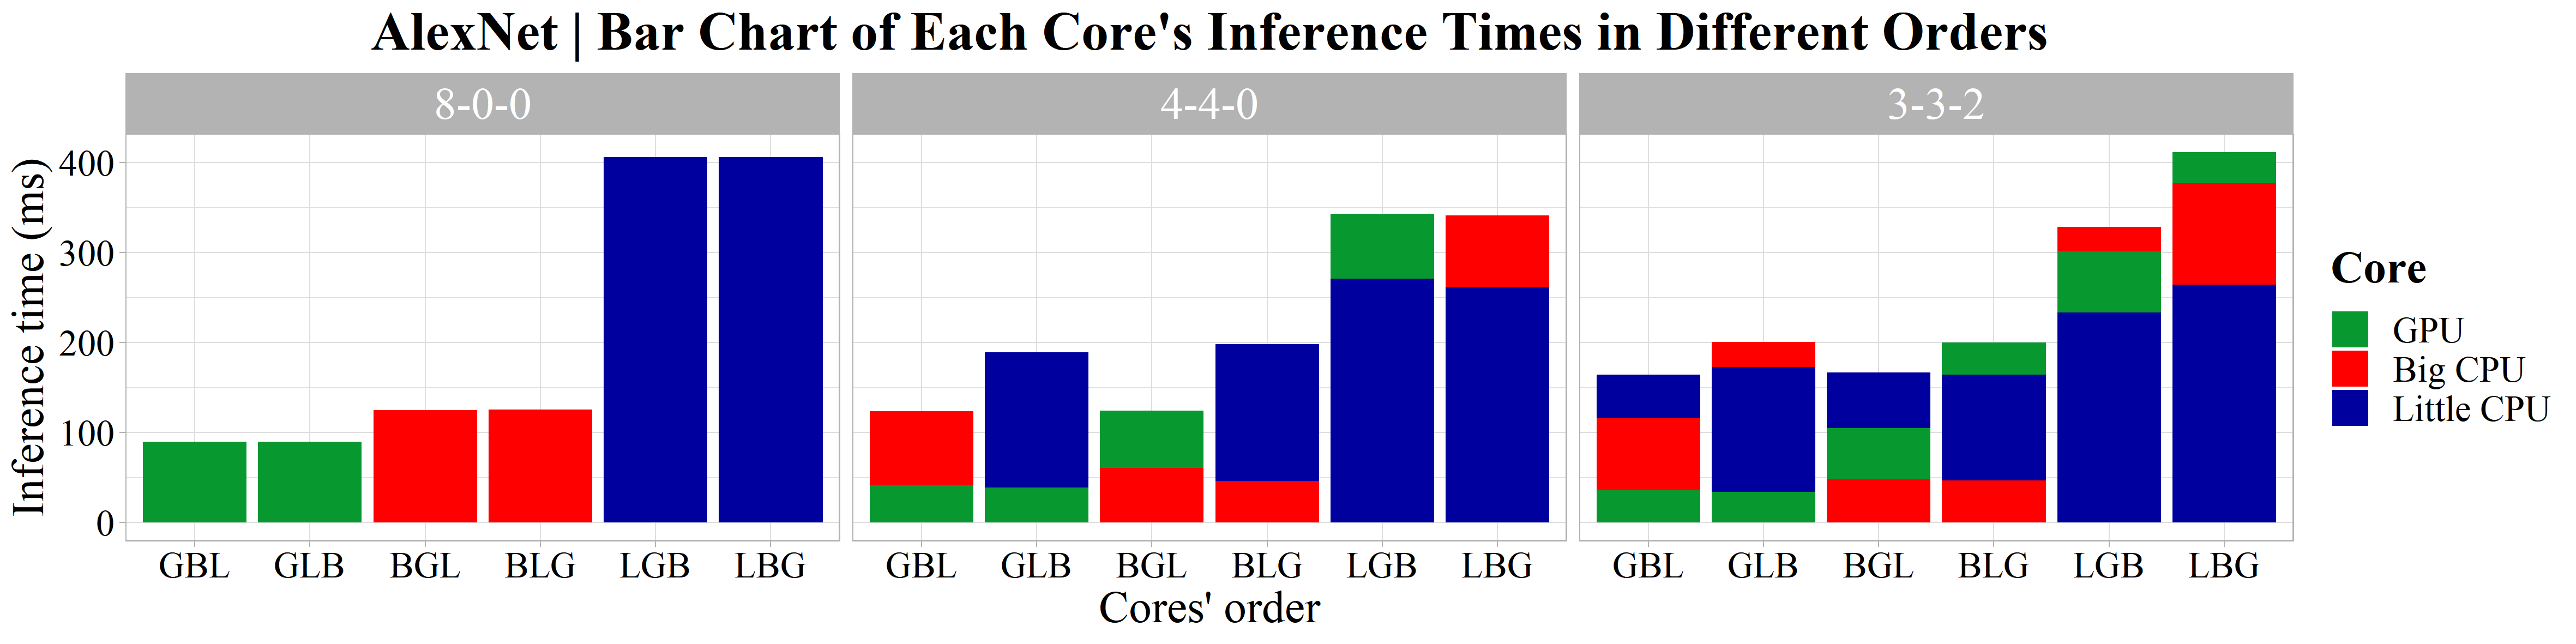 AlexNet | Bar Chart of Each Core's Inference Times in Different Orders
8-0-0
4-4-0
3-3-2
Inference time (ms)
400
300
200
100
0
GBL GLB BGL BLG LGB LBG
GBL GLB BGL BLG LGB LBG
GBL GLB BGL BLG LGB LBG
Cores' order
Core
GPU
Big CPU
Little CPU